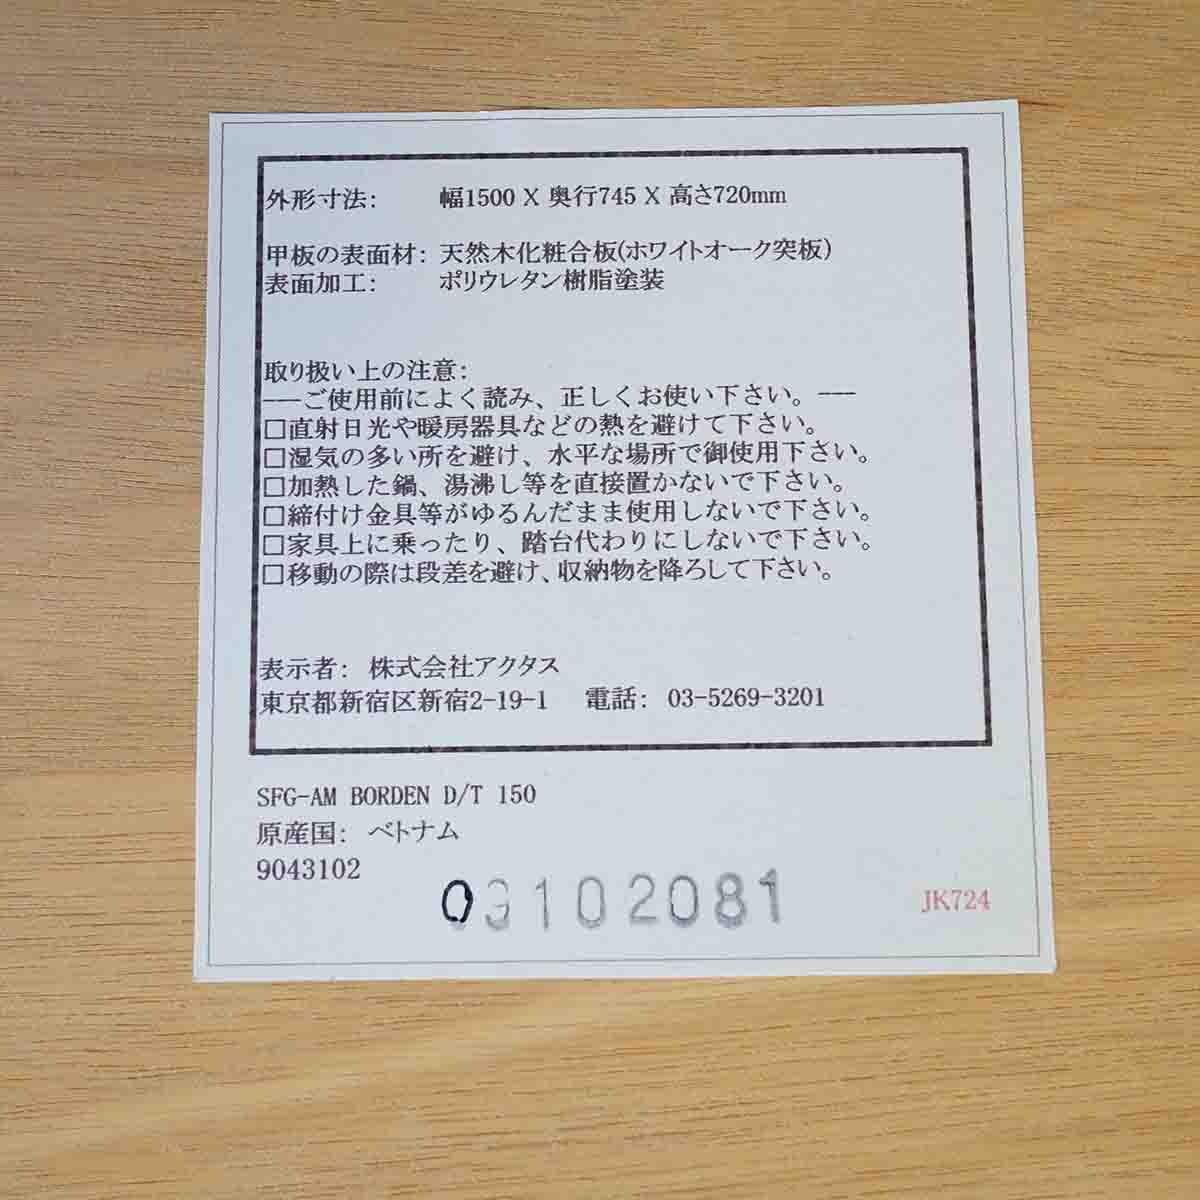 外形寸法: 幅1500 X 奥行745 X 高さ720mm
甲板の表面材: 天然木化粧合板(ホワイトオーク突板)
表面加工: ポリウレタン樹脂塗装
取り扱い上の注意:
---ご使用前によく読み、正しくお使い下さい。---
□直射日光や暖房器具などの熱を避けて下さい。
□湿気の多い所を避け、水平な場所で御使用下さい。
□加熱した鍋、湯沸し等を直接置かないで下さい。
□締付け金具等がゆるんだまま使用しないで下さい。
□家具上に乗ったり、踏台代わりにしないで下さい。
□移動の際は段差を避け、収納物を降ろして下さい。
表示者: 株式会社アクタス
東京都新宿区新宿2-19-1 電話: 03-5269-3201
SFG-AM BORDEN D/T 150
原産国: ベトナム
9043102
03102081
JK724